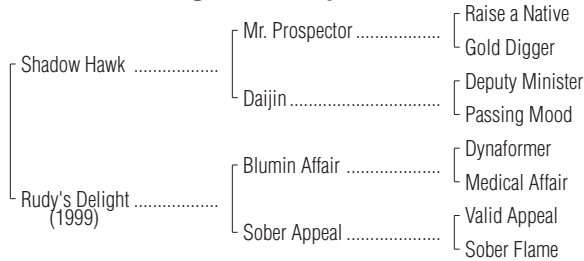 Raise a Native
Mr. Prospector ..................
Gold Digger
Shadow Hawk ..................
Deputy Minister
Daijin ................................
Passing Mood
Dynaformer
Blumin Affair ....................
Medical Affair
Rudy's Delight ..................
(1999)
Valid Appeal
Sober Appeal ....................
Sober Flame